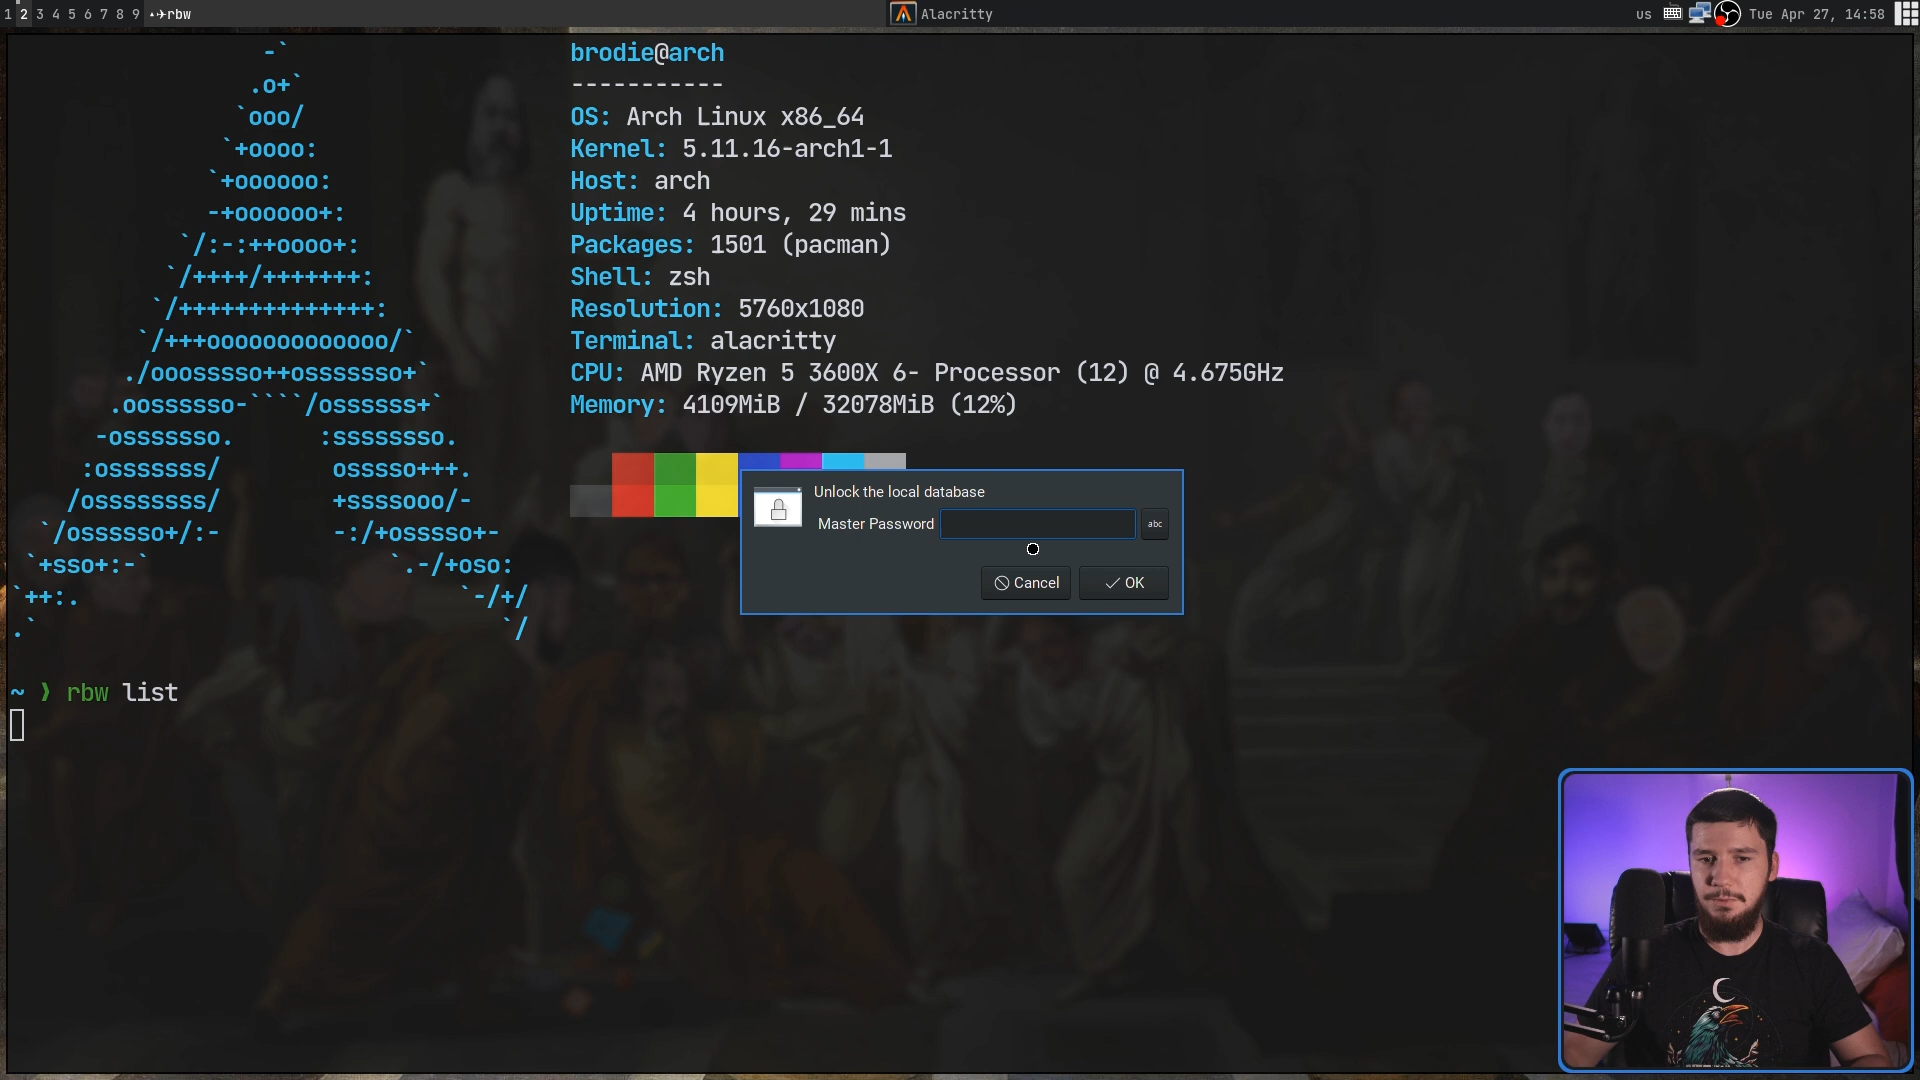 1 2 3 4 5 6 7 8 9 rbw Alacritty us Tue Apr 27, 14:58
brodie@arch
-----------
OS: Arch Linux x86_64
Kernel: 5.11.16-arch1-1
Host: arch
Uptime: 4 hours, 29 mins
Packages: 1501 (pacman)
Shell: zsh
Resolution: 5760x1080
Terminal: alacritty
CPU: AMD Ryzen 5 3600X 6- Processor (12) @ 4.675GHz
Memory: 4109MiB / 32078MiB (12%)
Unlock the local database
Master Password abc
Cancel OK
~ ❯ rbw list